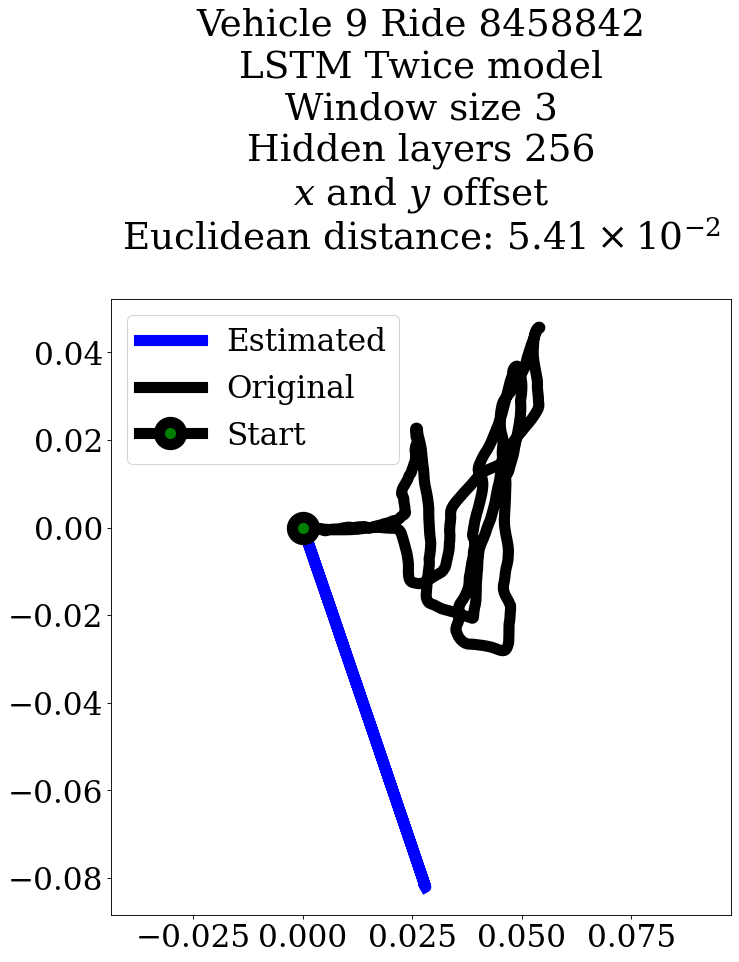 Vehicle 9 Ride 8458842
LSTM Twice model
Window size 3
Hidden layers 256
x and y offset
Euclidean distance: 5.41 × 10⁻²
Estimated
Original
Start
0.04
0.02
0.00
−0.02
−0.04
−0.06
−0.08
−0.025 0.000 0.025 0.050 0.075